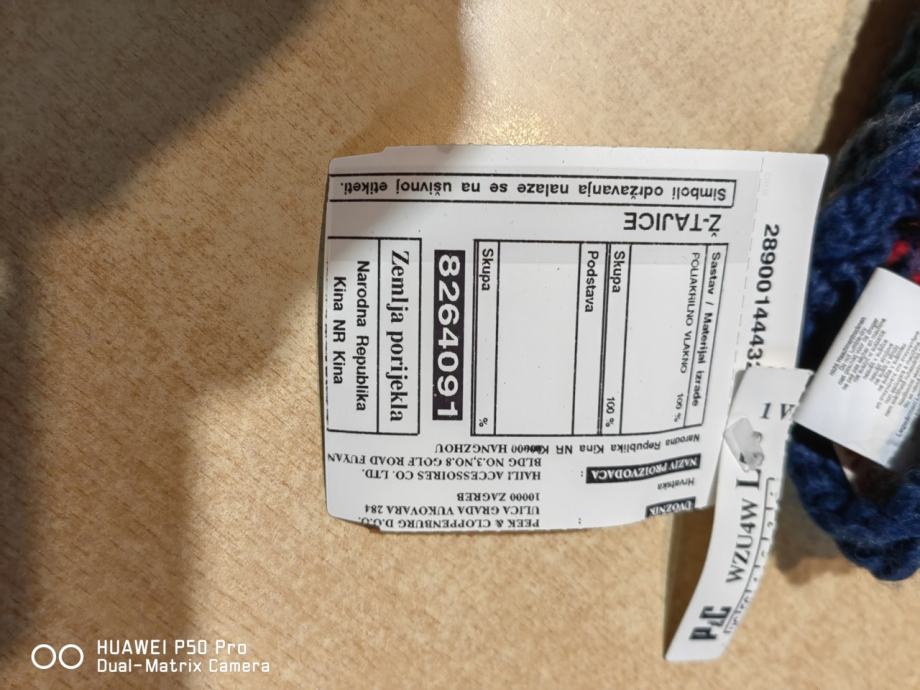 Simboli održavanja nalaze se na ušivnoj etiketi.
Ž-TAJICE
Sastav / Materijal izrade
POLIAKRILNO VLAKNO 100 %
Skupa 100 %
Podstava
Skupa %
8264091
Zemlja porijekla
Narodna Republika
Kina NR Kina
UVOZNIK
Hrvatska
PEEK & CLOPPENBURG D.O.O.
ULICA GRADA VUKOVARA 284
10000 ZAGREB
NAZIV PROIZVOĐAČA :
Narodna Republika Kina NR
HAILI ACCESSOIRES CO. LTD.
BLDG NO.3,NO.8 GOLF ROAD FUYAN
HANGZHOU
289001444
P&C
HUAWEI P50 Pro
Dual-Matrix Camera